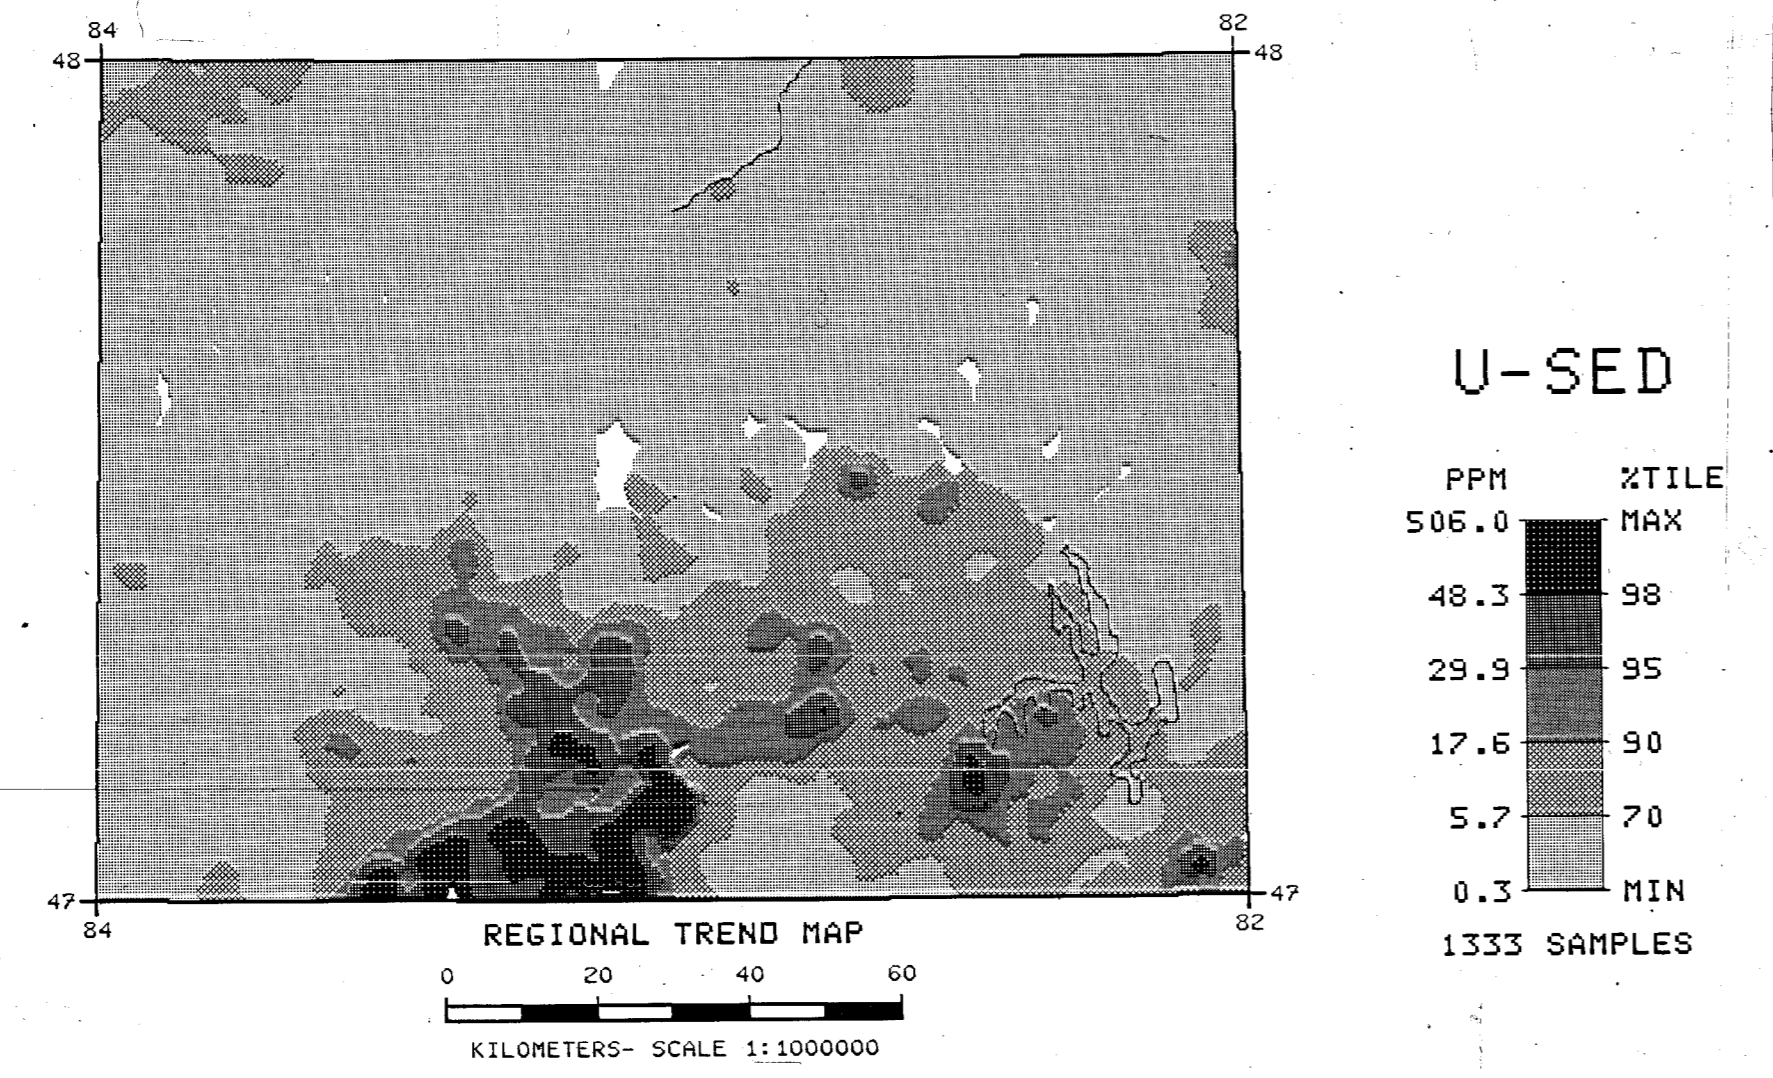 84 82
48 48
U-SED
PPM %TILE
506.0 MAX
48.3 98
29.9 95
17.6 90
5.7 70
0.3 MIN
1333 SAMPLES
47 47
84 82
REGIONAL TREND MAP
0 20 40 60
KILOMETERS- SCALE 1:1000000